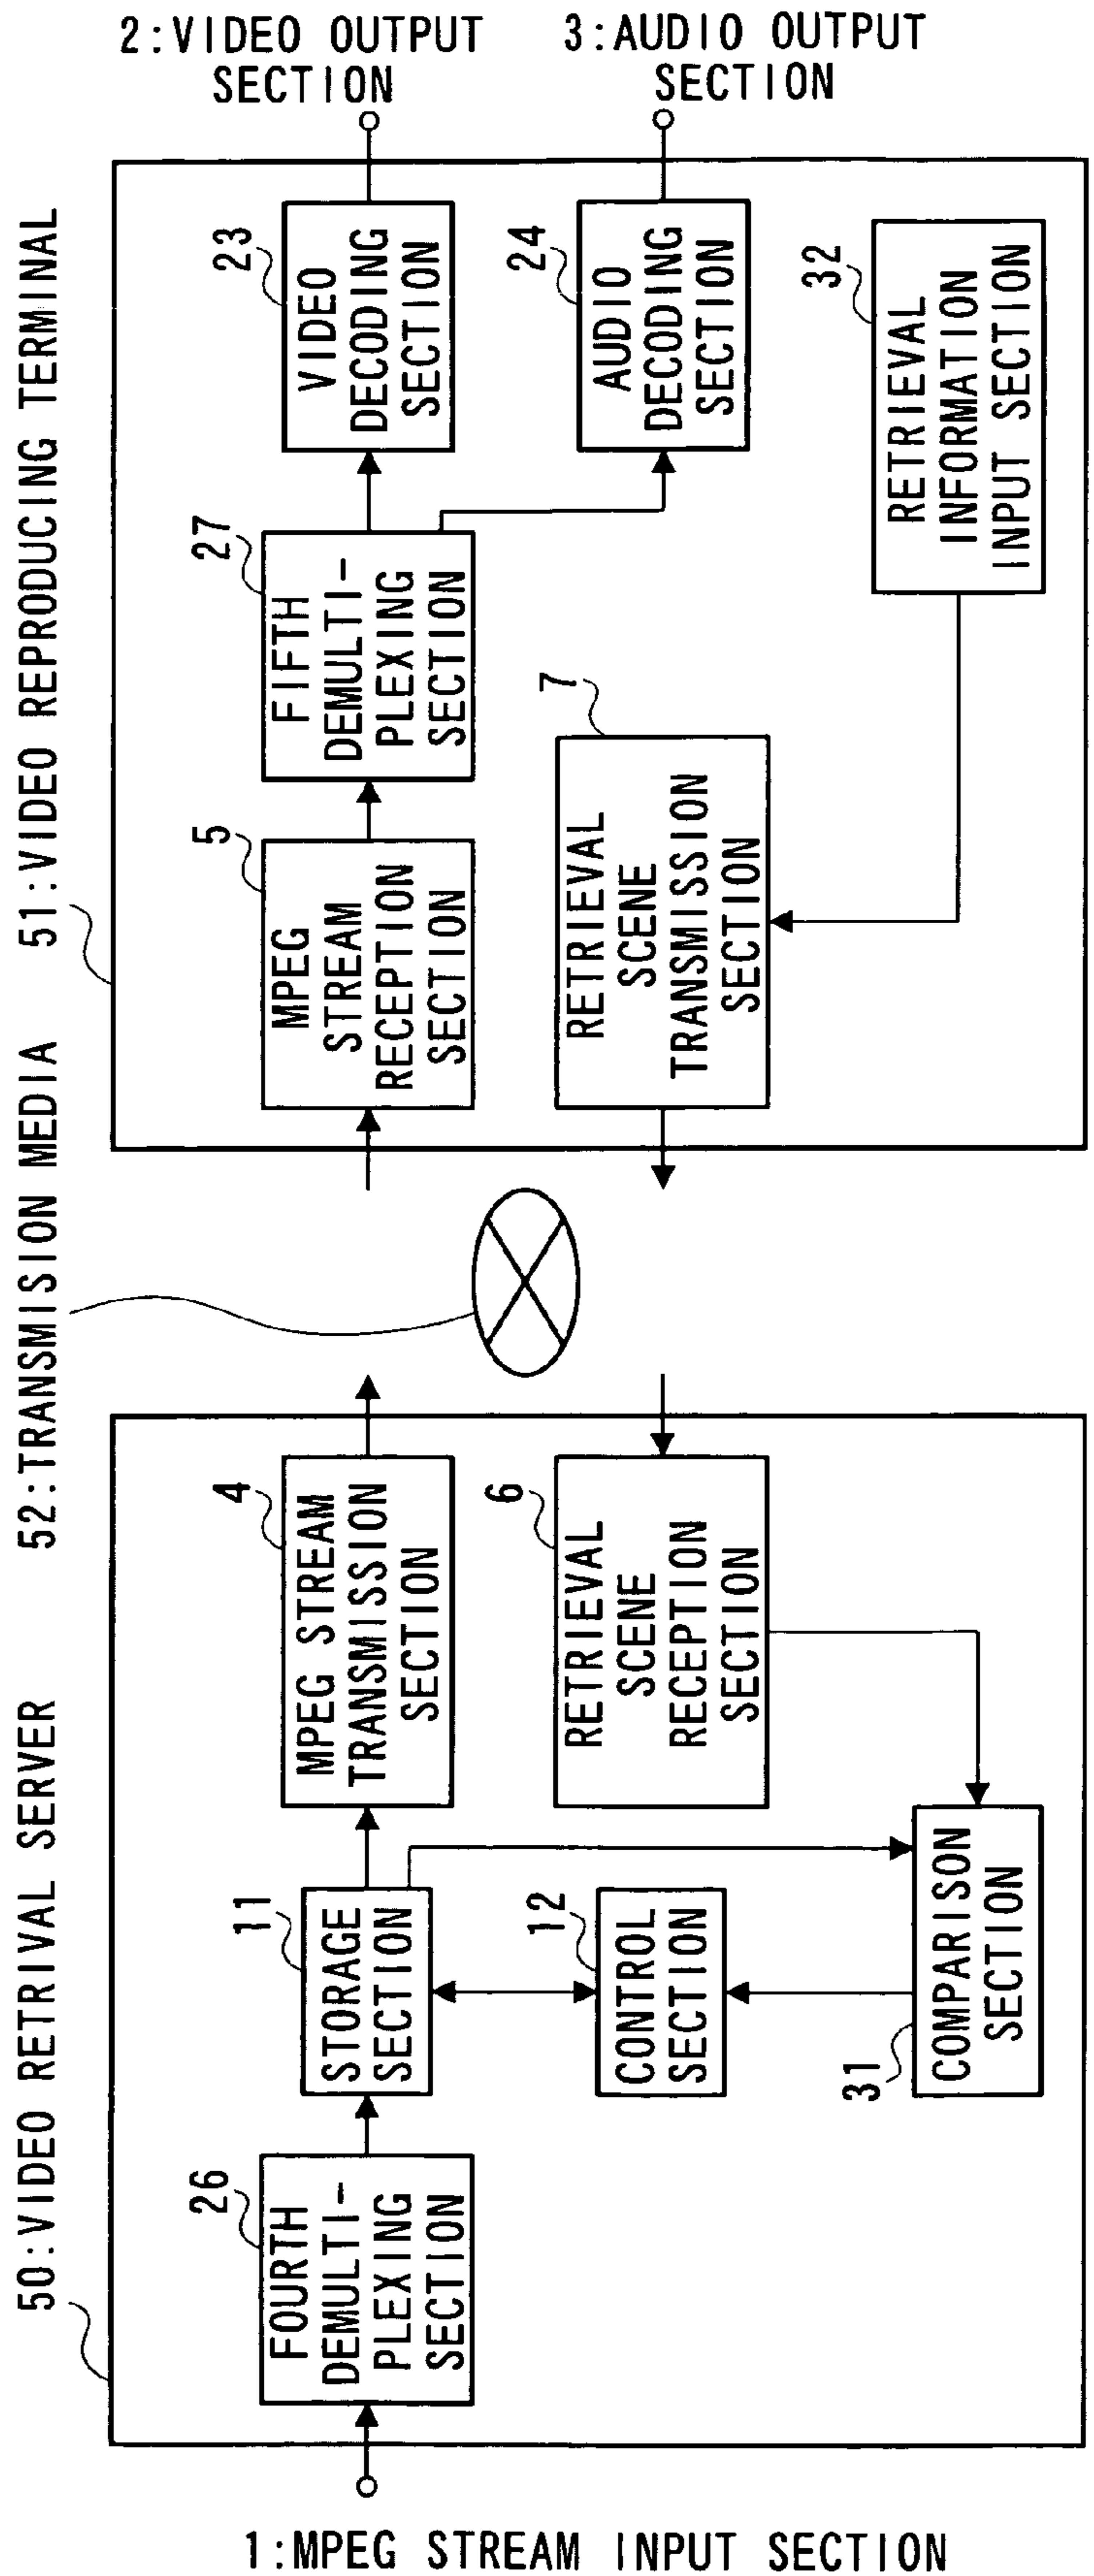 50:VIDEO RETRIVAL SERVER
52:TRANSMISION MEDIA
51:VIDEO REPRODUCING TERMINAL
1:MPEG STREAM INPUT SECTION
26
FOURTH
DEMULTI-
PLEXING
SECTION
11
STORAGE
SECTION
4
MPEG STREAM
TRANSMISSION
SECTION
12
CONTROL
SECTION
6
RETRIEVAL
SCENE
RECEPTION
SECTION
31
COMPARISON
SECTION
5
MPEG
STREAM
RECEPTION
SECTION
27
FIFTH
DEMULTI-
PLEXING
SECTION
23
VIDEO
DECODING
SECTION
2:VIDEO OUTPUT
SECTION
7
RETRIEVAL
SCENE
TRANSMISSION
SECTION
24
AUDIO
DECODING
SECTION
3:AUDIO OUTPUT
SECTION
32
RETRIEVAL
INFORMATION
INPUT SECTION